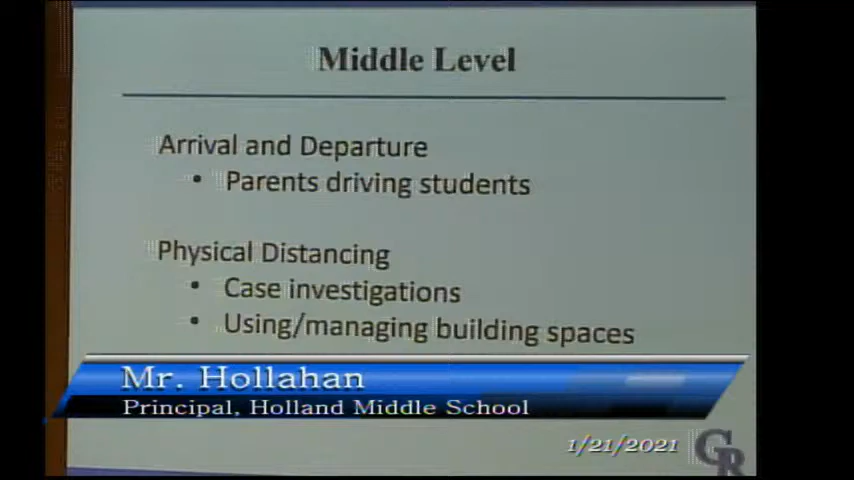 Middle Level
Arrival and Departure
• Parents driving students
Physical Distancing
• Case investigations
• Using/managing building spaces
Mr. Hollahan
Principal, Holland Middle School
1/21/2021
CR